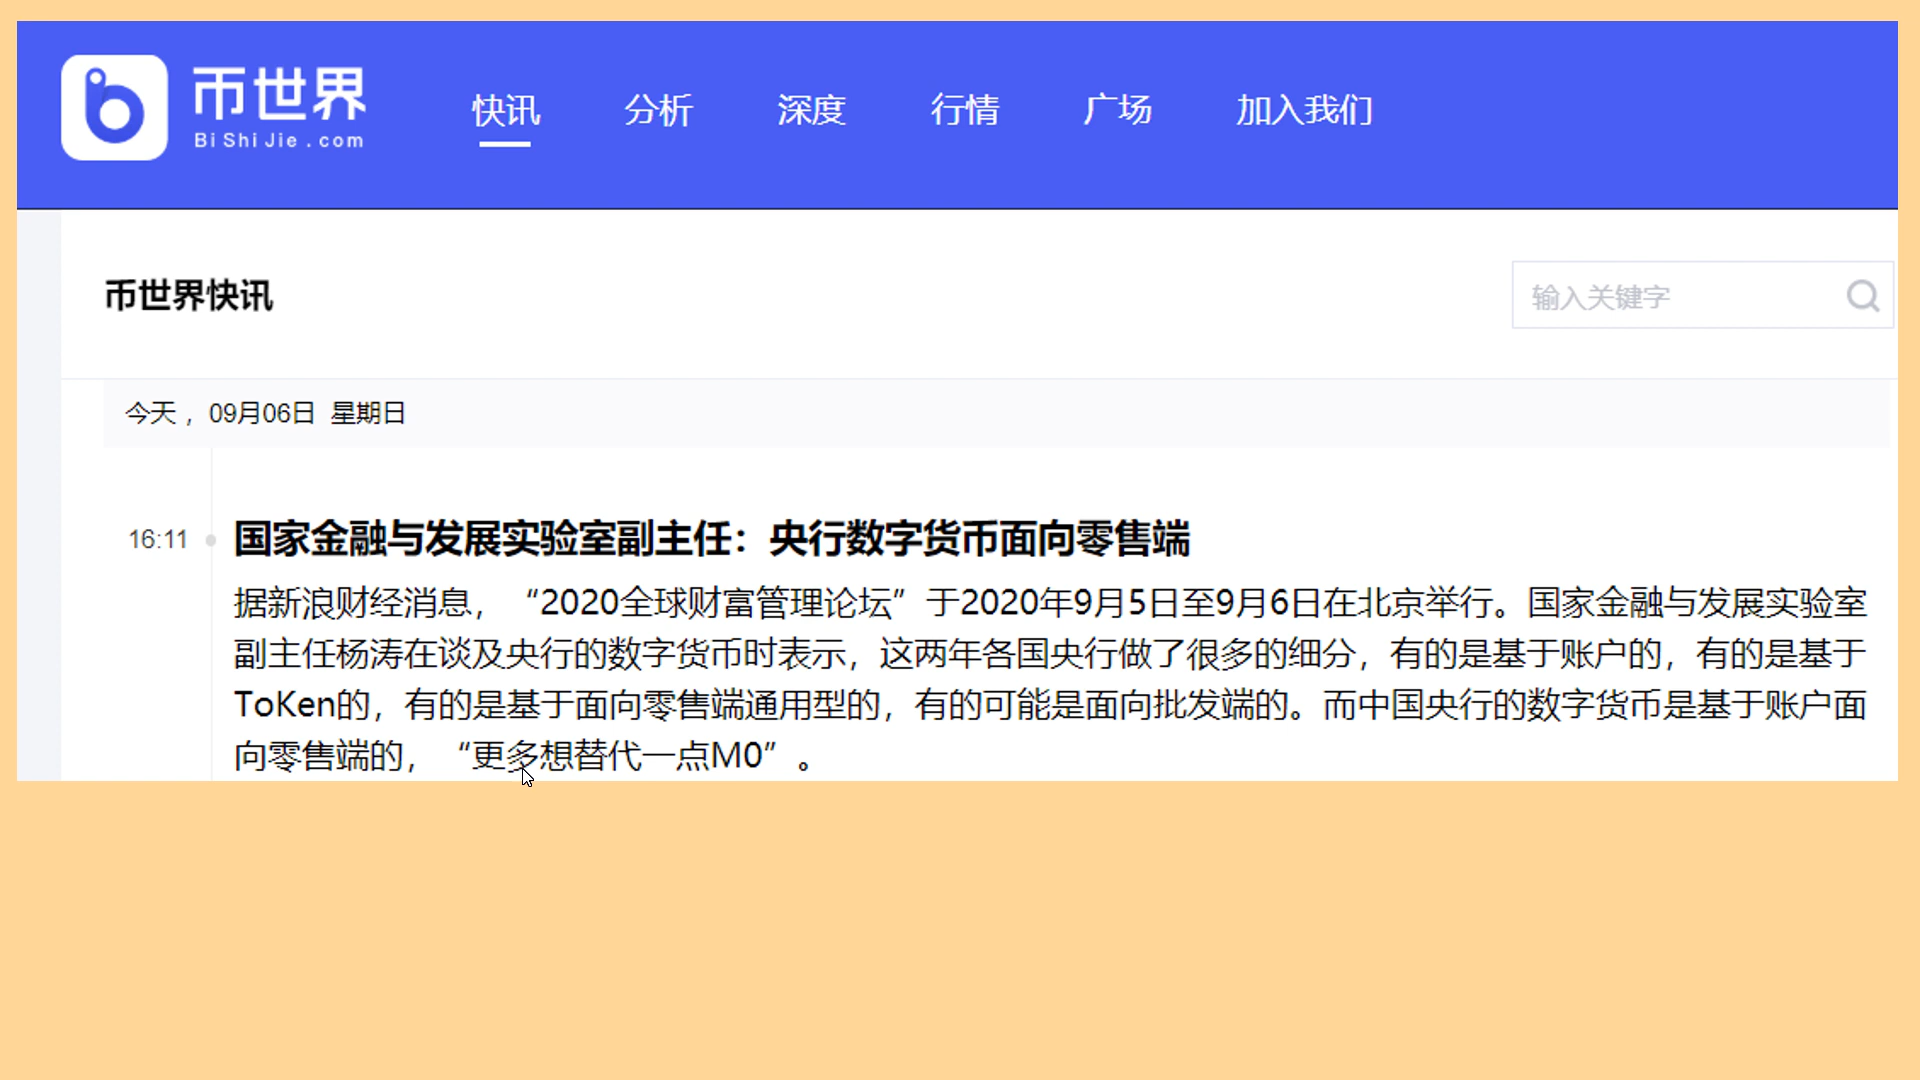 币世界
BiShiJie.com
快讯 分析 深度 行情 广场 加入我们
币世界快讯
输入关键字
今天，09月06日 星期日
16:11 国家金融与发展实验室副主任：央行数字货币面向零售端
据新浪财经消息，“2020全球财富管理论坛”于2020年9月5日至9月6日在北京举行。国家金融与发展实验室
副主任杨涛在谈及央行的数字货币时表示，这两年各国央行做了很多的细分，有的是基于账户的，有的是基于
ToKen的，有的是基于面向零售端通用型的，有的可能是面向批发端的。而中国央行的数字货币是基于账户面
向零售端的，“更多想替代一点M0”。